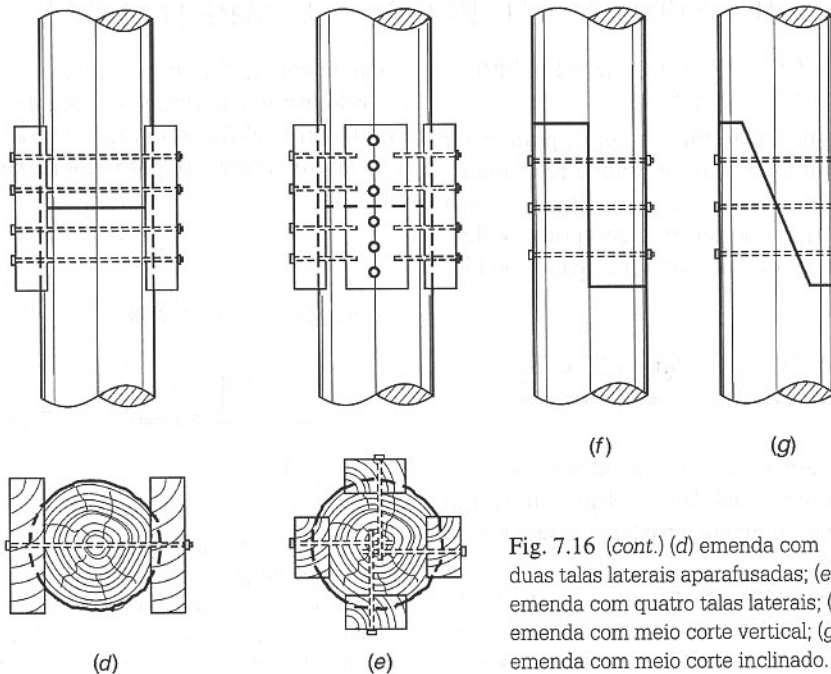 (f)
(g)
(d)
(e)
Fig. 7.16 (cont.) (d) emenda com
duas talas laterais aparafusadas; (e
emenda com quatro talas laterais; (
emenda com meio corte vertical; (g
emenda com meio corte inclinado.